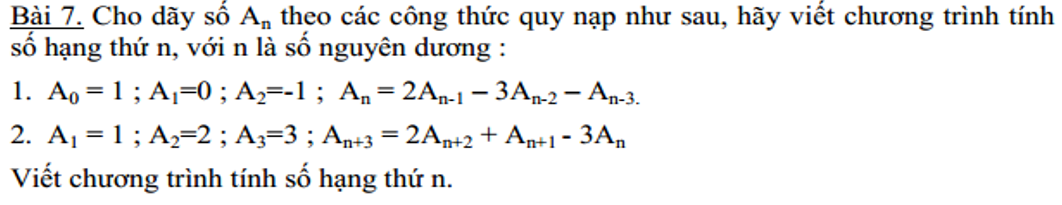 Bài 7. Cho dãy số Aₙ theo các công thức quy nạp như sau, hãy viết chương trình tính
số hạng thứ n, với n là số nguyên dương :
1. A₀ = 1 ; A₁=0 ; A₂=-1 ; Aₙ = 2Aₙ₋₁ – 3Aₙ₋₂ – Aₙ₋₃.
2. A₁ = 1 ; A₂=2 ; A₃=3 ; Aₙ₊₃ = 2Aₙ₊₂ + Aₙ₊₁ - 3Aₙ
Viết chương trình tính số hạng thứ n.